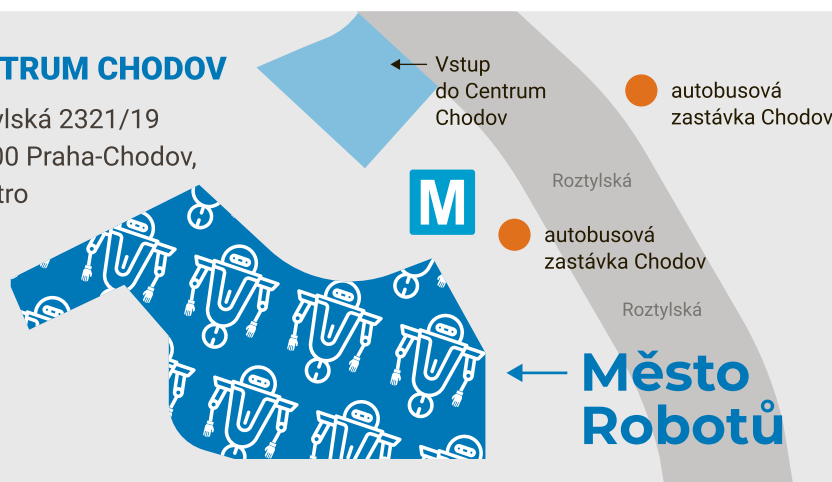 TRUM CHODOV
lská 2321/19
00 Praha-Chodov,
tro
Vstup
do Centrum
Chodov
autobusová
zastávka Chodov
Roztylská
M
autobusová
zastávka Chodov
Roztylská
Město
Robotů